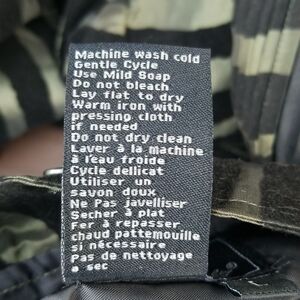 Machine wash cold
Gentle Cycle
Use Mild Soap
Do not bleach
Lay flat to dry
Warm iron with
pressing cloth
if needed
Do not dry clean
Laver à la machine
à l'eau froide
Cycle dellicat
Utiliser un
savon doux
Ne Pas javelliser
Secher à plat
Fer à repasser
chaud pattemouille
si nécessaire
Pas de nettoyage
a sec